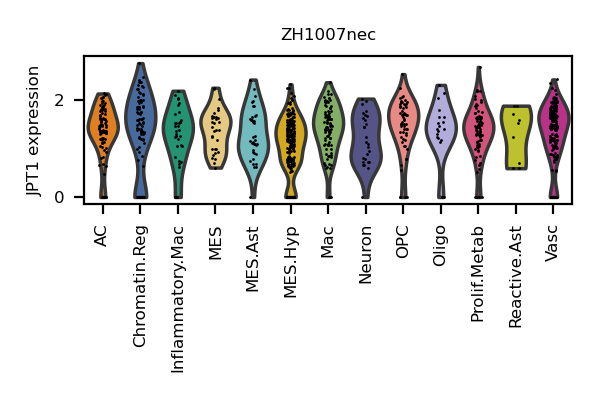 ZH1007nec
JPT1 expression
2
0
AC
Chromatin.Reg
Inflammatory.Mac
MES
MES.Ast
MES.Hyp
Mac
Neuron
OPC
Oligo
Prolif.Metab
Reactive.Ast
Vasc